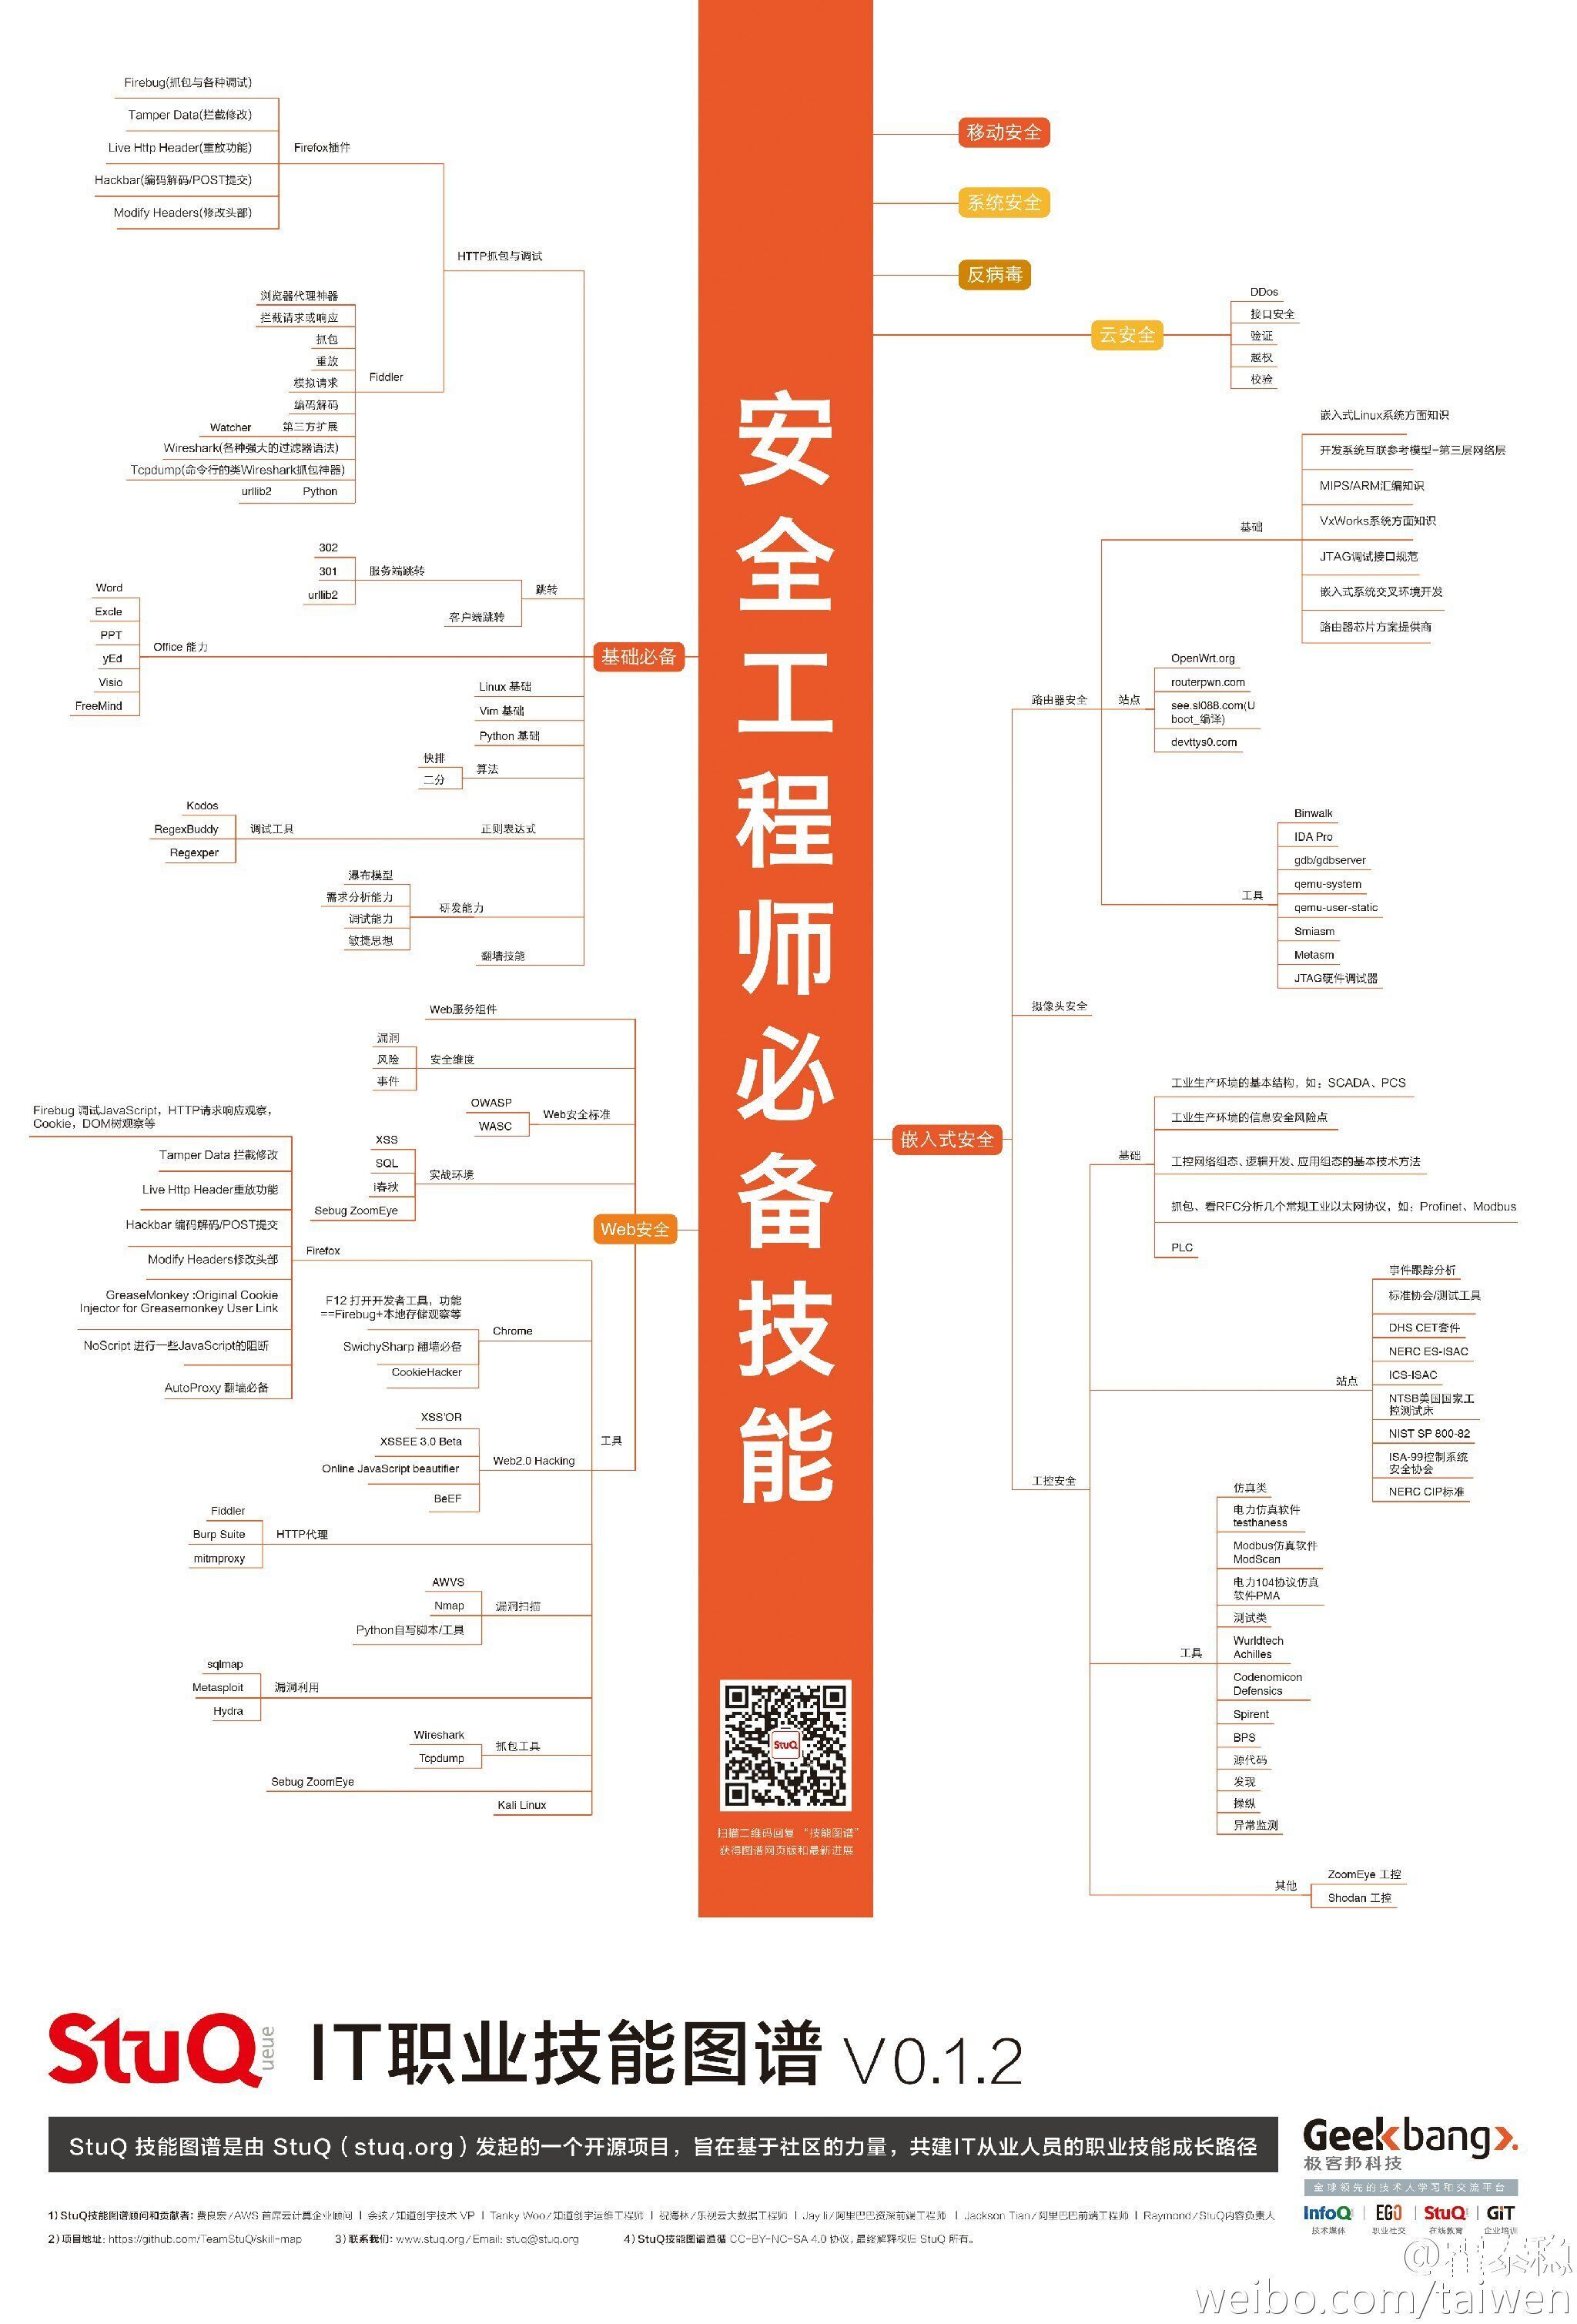 安全工程师必备技能
基础必备
HTTP抓包与调试
Firefox插件
Firebug(抓包与各种调试)
Tamper Data(拦截修改)
Live Http Header(重放功能)
Hackbar(编码解码/POST提交)
Modify Headers(修改头部)
Fiddler
浏览器代理神器
拦截请求或响应
抓包
重放
模拟请求
编码解码
Watcher 第三方扩展
Wireshark(各种强大的过滤器语法)
Tcpdump(命令行的类Wireshark抓包神器)
urllib2 Python
跳转
服务端跳转
302
301
urllib2
客户端跳转
Office 能力
Word
Excle
PPT
yEd
Visio
FreeMind
Linux 基础
Vim 基础
Python 基础
算法
快排
二分
正则表达式
调试工具
Kodos
RegexBuddy
Regexper
研发能力
瀑布模型
需求分析能力
调试能力
敏捷思想
翻墙技能
Web安全
Web服务组件
安全维度
漏洞
风险
事件
Web安全标准
OWASP
WASC
实战环境
XSS
SQL
i春秋
Sebug ZoomEye
工具
Firefox
Firebug 调试JavaScript，HTTP请求响应观察，
Cookie，DOM树观察等
Tamper Data 拦截修改
Live Http Header重放功能
Hackbar 编码解码/POST提交
Modify Headers修改头部
GreaseMonkey :Original Cookie
Injector for Greasemonkey User Link
NoScript 进行一些JavaScript的阻断
AutoProxy 翻墙必备
Chrome
F12 打开开发者工具，功能
==Firebug+本地存储观察等
SwichySharp 翻墙必备
CookieHacker
Web2.0 Hacking
XSS'OR
XSSEE 3.0 Beta
Online JavaScript beautifier
BeEF
HTTP代理
Fiddler
Burp Suite
mitmproxy
漏洞扫描
AWVS
Nmap
Python自写脚本/工具
漏洞利用
sqlmap
Metasploit
Hydra
抓包工具
Wireshark
Tcpdump
Sebug ZoomEye
Kali Linux
移动安全
系统安全
反病毒
云安全
DDos
接口安全
验证
越权
校验
嵌入式安全
路由器安全
基础
嵌入式Linux系统方面知识
开发系统互联参考模型-第三层网络层
MIPS/ARM汇编知识
VxWorks系统方面知识
JTAG调试接口规范
嵌入式系统交叉环境开发
路由器芯片方案提供商
站点
OpenWrt.org
routerpwn.com
see.sl088.com(U
boot_编译)
devttys0.com
工具
Binwalk
IDA Pro
gdb/gdbserver
qemu-system
qemu-user-static
Smiasm
Metasm
JTAG硬件调试器
摄像头安全
工控安全
基础
工业生产环境的基本结构，如：SCADA、PCS
工业生产环境的信息安全风险点
工控网络组态、逻辑开发、应用组态的基本技术方法
抓包、看RFC分析几个常规工业以太网协议，如：Profinet、Modbus
PLC
站点
事件跟踪分析
标准协会/测试工具
DHS CET套件
NERC ES-ISAC
ICS-ISAC
NTSB美国国家工
控测试床
NIST SP 800-82
ISA-99控制系统
安全协会
NERC CIP标准
工具
仿真类
电力仿真软件
testhaness
Modbus仿真软件
ModScan
电力104协议仿真
软件PMA
测试类
Wurldtech
Achilles
Codenomicon
Defensics
Spirent
BPS
源代码
发现
操纵
异常监测
其他
ZoomEye 工控
Shodan 工控
StuQ
扫描二维码回复 “技能图谱”
获得图谱网页版和最新进展
StuQueue IT职业技能图谱 V0.1.2
StuQ 技能图谱是由 StuQ（stuq.org）发起的一个开源项目，旨在基于社区的力量，共建IT从业人员的职业技能成长路径
Geekbang>.
极客邦科技
全球领先的技术人学习和交流平台
InfoQ | EGO | StuQ | GiT
技术媒体 职业社交 在线教育 企业培训
1) StuQ技能图谱顾问和贡献者: 费良宏/AWS 首席云计算企业顾问 | 余弦/知道创宇技术 VP | Tanky Woo/知道创宇运维工程师 | 祝海林/乐视云大数据工程师 | Jay li/阿里巴巴资深前端工程师 | Jackson Tian/阿里巴巴前端工程师 | Raymond/StuQ内容负责人
2) 项目地址: https://github.com/TeamStuQ/skill-map 3) 联系我们: www.stuq.org / Email: stuq@stuq.org 4) StuQ技能图谱遵循 CC-BY-NC-SA 4.0 协议, 最终解释权归 StuQ 所有。
@崔泰稳
weibo.com/taiwen